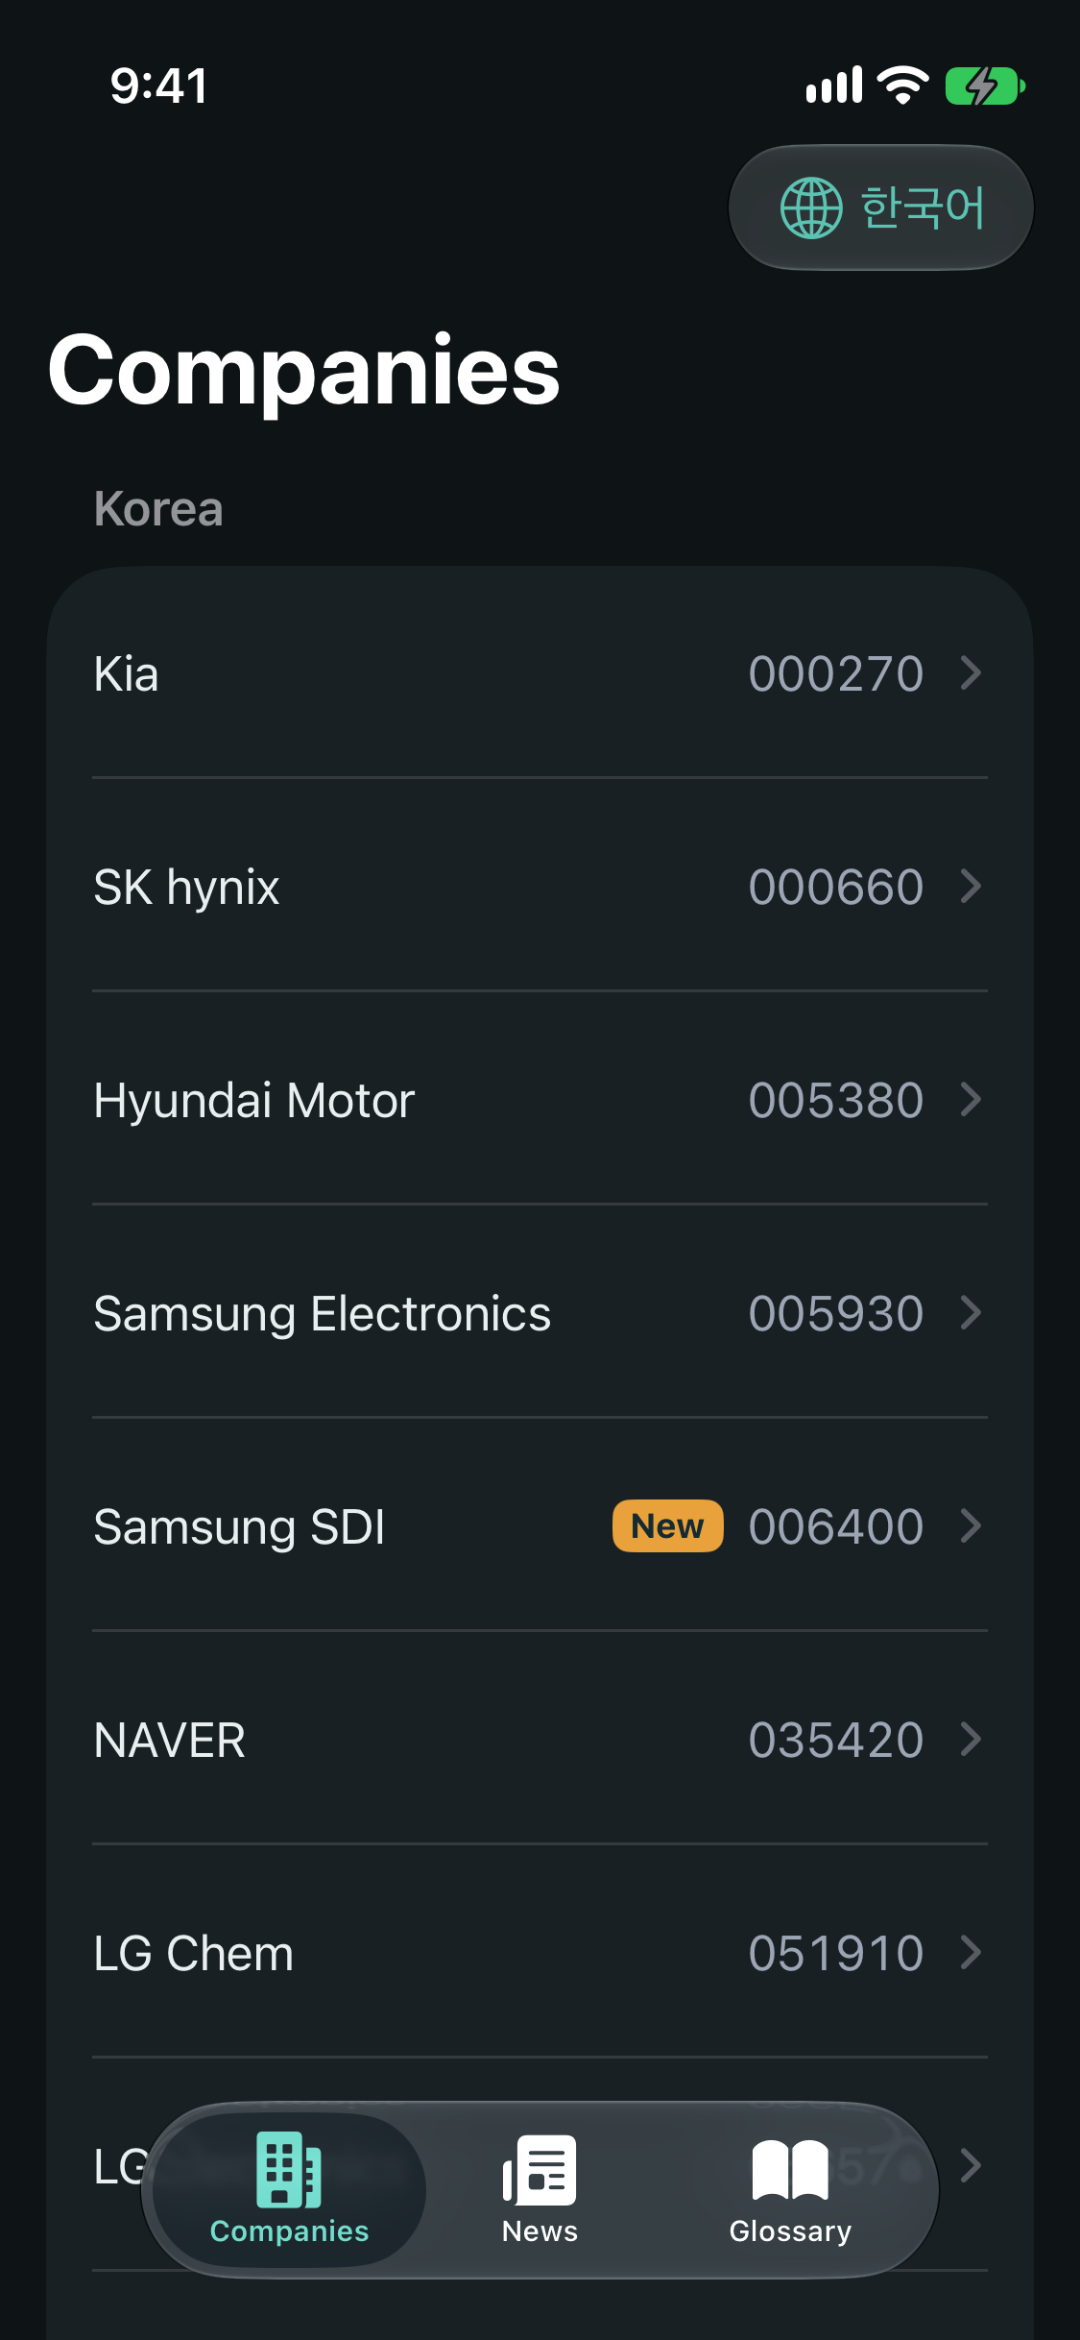 9:41
한국어
Companies
Korea
Kia 000270
SK hynix 000660
Hyundai Motor 005380
Samsung Electronics 005930
Samsung SDI New 006400
NAVER 035420
LG Chem 051910
LG
Companies News Glossary